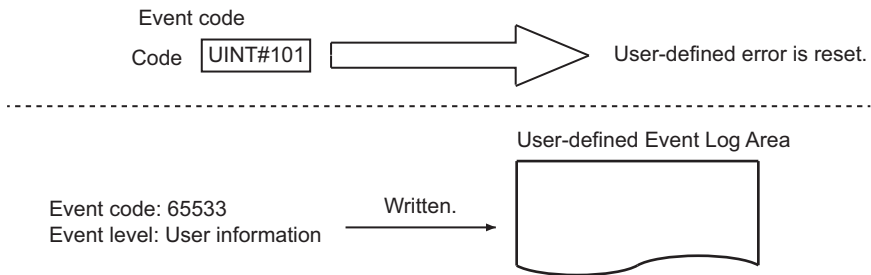 Event code
Code UINT#101 User-defined error is reset.
User-defined Event Log Area
Event code: 65533
Event level: User information
Written.